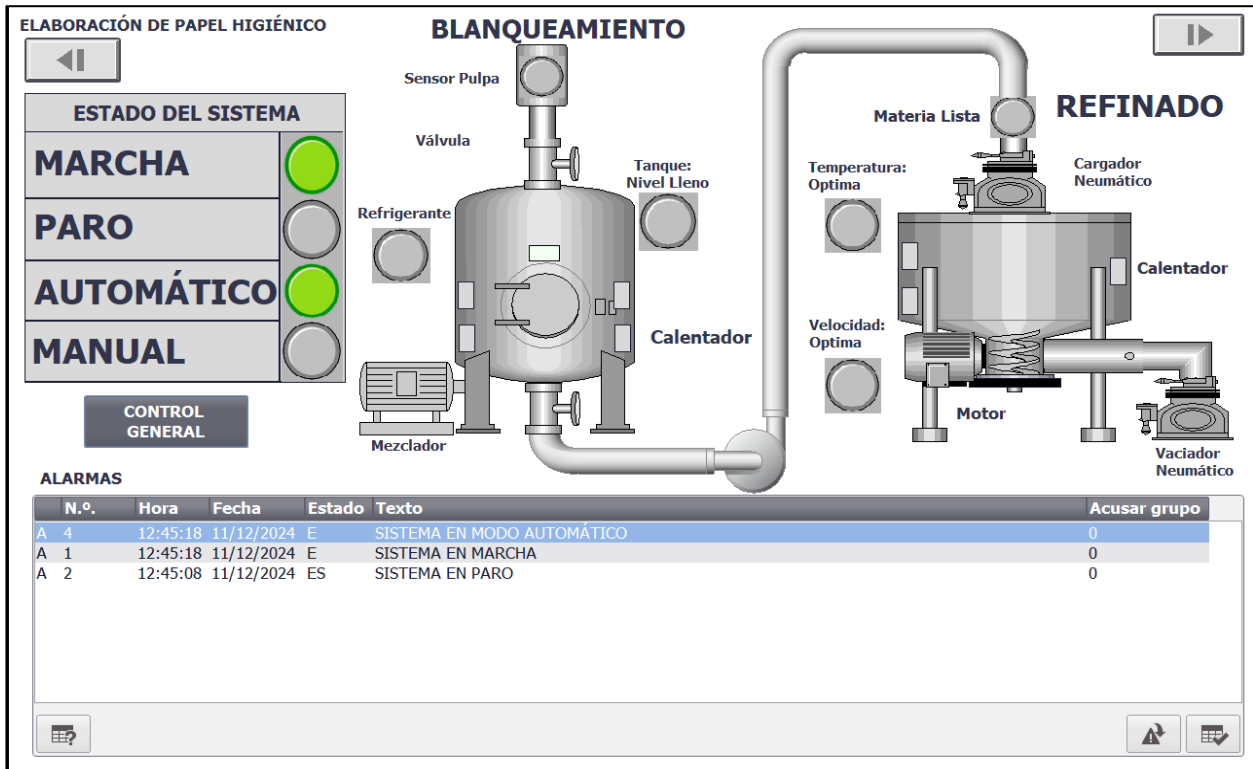 ELABORACIÓN DE PAPEL HIGIÉNICO
BLANQUEAMIENTO
REFINADO
ESTADO DEL SISTEMA
MARCHA
PARO
AUTOMÁTICO
MANUAL
CONTROL
GENERAL
Sensor Pulpa
Válvula
Tanque:
Nivel Lleno
Refrigerante
Calentador
Mezclador
Materia Lista
Temperatura:
Optima
Cargador
Neumático
Calentador
Velocidad:
Optima
Motor
Vaciador
Neumático
ALARMAS
N.º. Hora Fecha Estado Texto Acusar grupo
A 4 12:45:18 11/12/2024 E SISTEMA EN MODO AUTOMÁTICO 0
A 1 12:45:18 11/12/2024 E SISTEMA EN MARCHA 0
A 2 12:45:08 11/12/2024 ES SISTEMA EN PARO 0